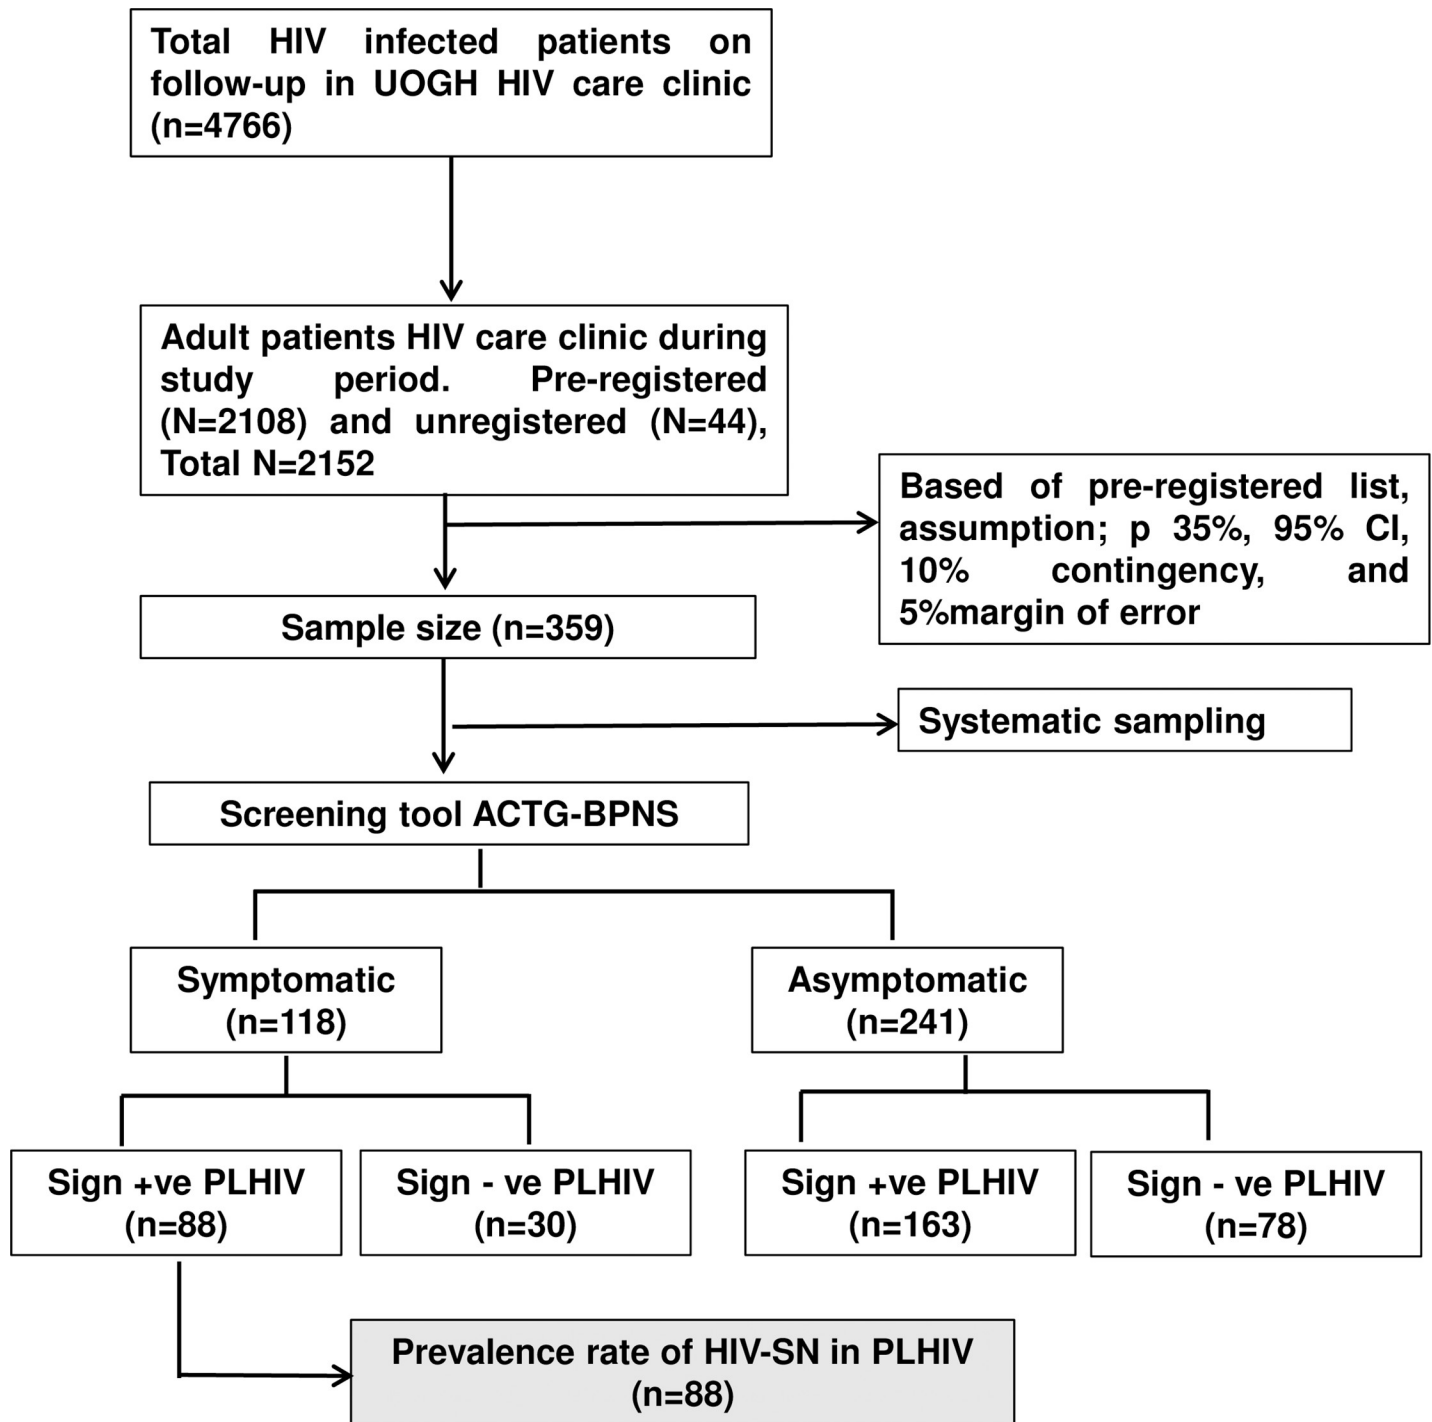 Total HIV infected patients on
follow-up in UOGH HIV care clinic
(n=4766)
Adult patients HIV care clinic during
study period. Pre-registered
(N=2108) and unregistered (N=44),
Total N=2152
Based of pre-registered list,
assumption; p 35%, 95% CI,
10% contingency, and
5%margin of error
Sample size (n=359)
Systematic sampling
Screening tool ACTG-BPNS
Symptomatic
(n=118)
Asymptomatic
(n=241)
Sign +ve PLHIV
(n=88)
Sign - ve PLHIV
(n=30)
Sign +ve PLHIV
(n=163)
Sign - ve PLHIV
(n=78)
Prevalence rate of HIV-SN in PLHIV
(n=88)